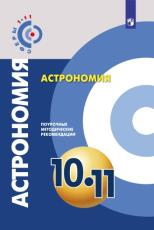 АСТРОНОМИЯ
АСТРОНОМИЯ
ПОУРОЧНЫЕ
МЕТОДИЧЕСКИЕ
РЕКОМЕНДАЦИИ
10•11